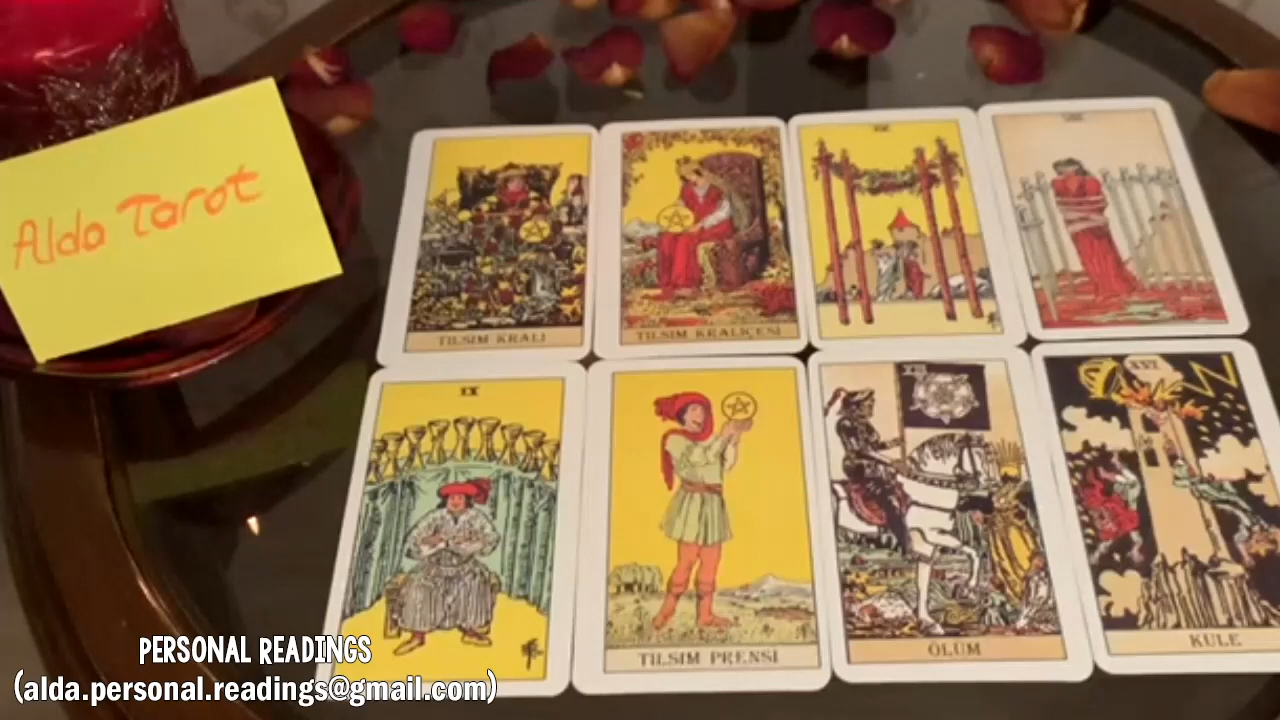 Alda Tarot
TILSIM KRALI
TILSIM KRALİÇESİ
IX
TILSIM PRENSİ
ÖLÜM
XVI
KULE
PERSONAL READINGS
(alda.personal.readings@gmail.com)